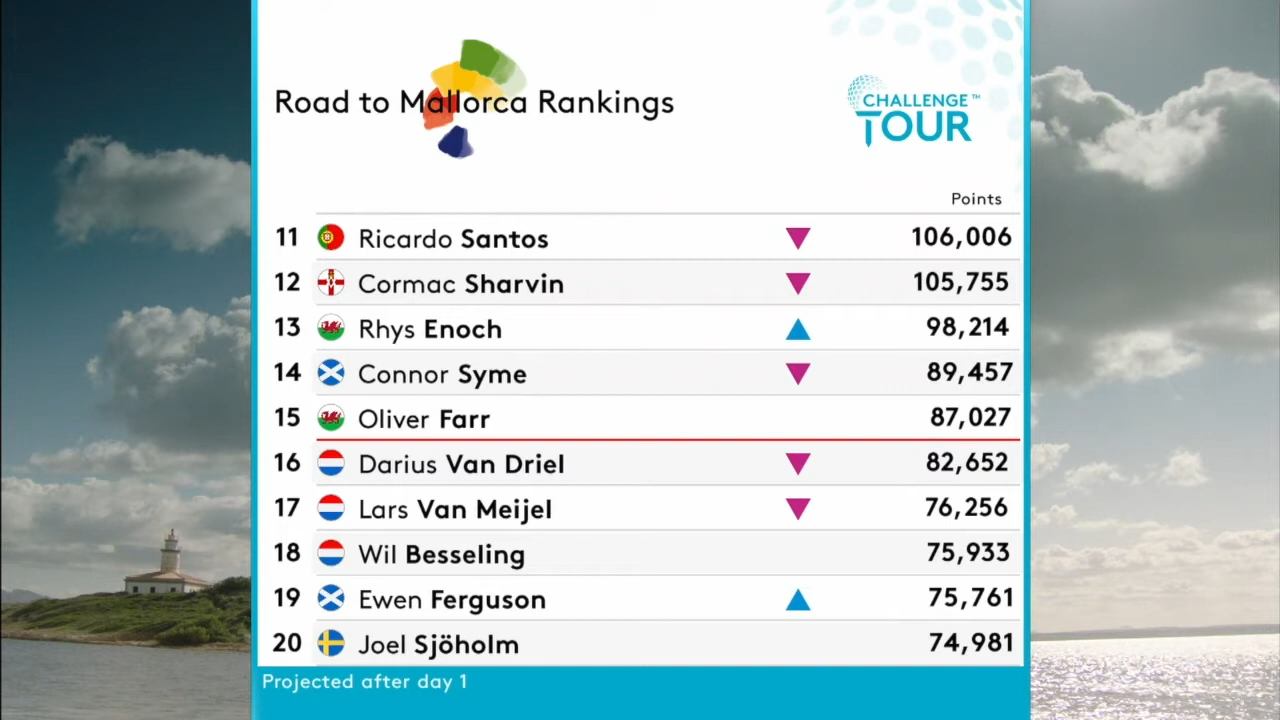 Road to Mallorca Rankings
CHALLENGE™
TOUR
Points
11 Ricardo Santos 106,006
12 Cormac Sharvin 105,755
13 Rhys Enoch 98,214
14 Connor Syme 89,457
15 Oliver Farr 87,027
16 Darius Van Driel 82,652
17 Lars Van Meijel 76,256
18 Wil Besseling 75,933
19 Ewen Ferguson 75,761
20 Joel Sjöholm 74,981
Projected after day 1